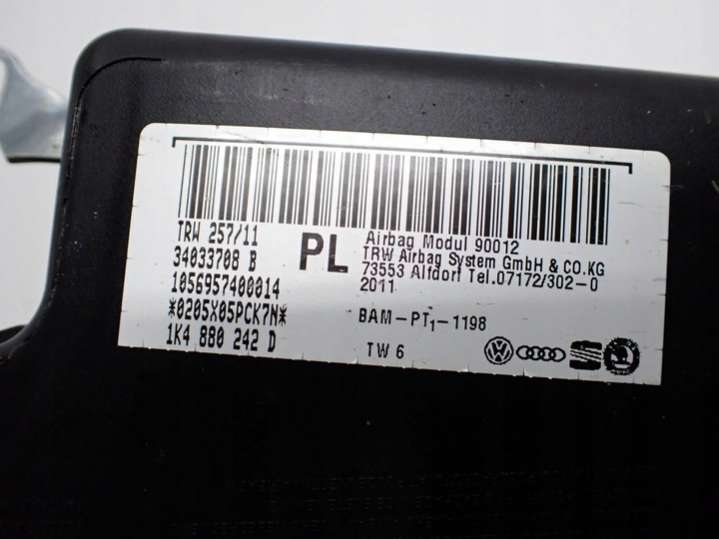 TRW 257/11
34033708 B
1056957400014
*0205X05PCK7N*
1K4 880 242 D
PL
Airbag Modul 90012
TRW Airbag System GmbH & CO.KG
73553 Alfdorf Tel.07172/302-0
2011
BAM-PT1-1198
TW 6